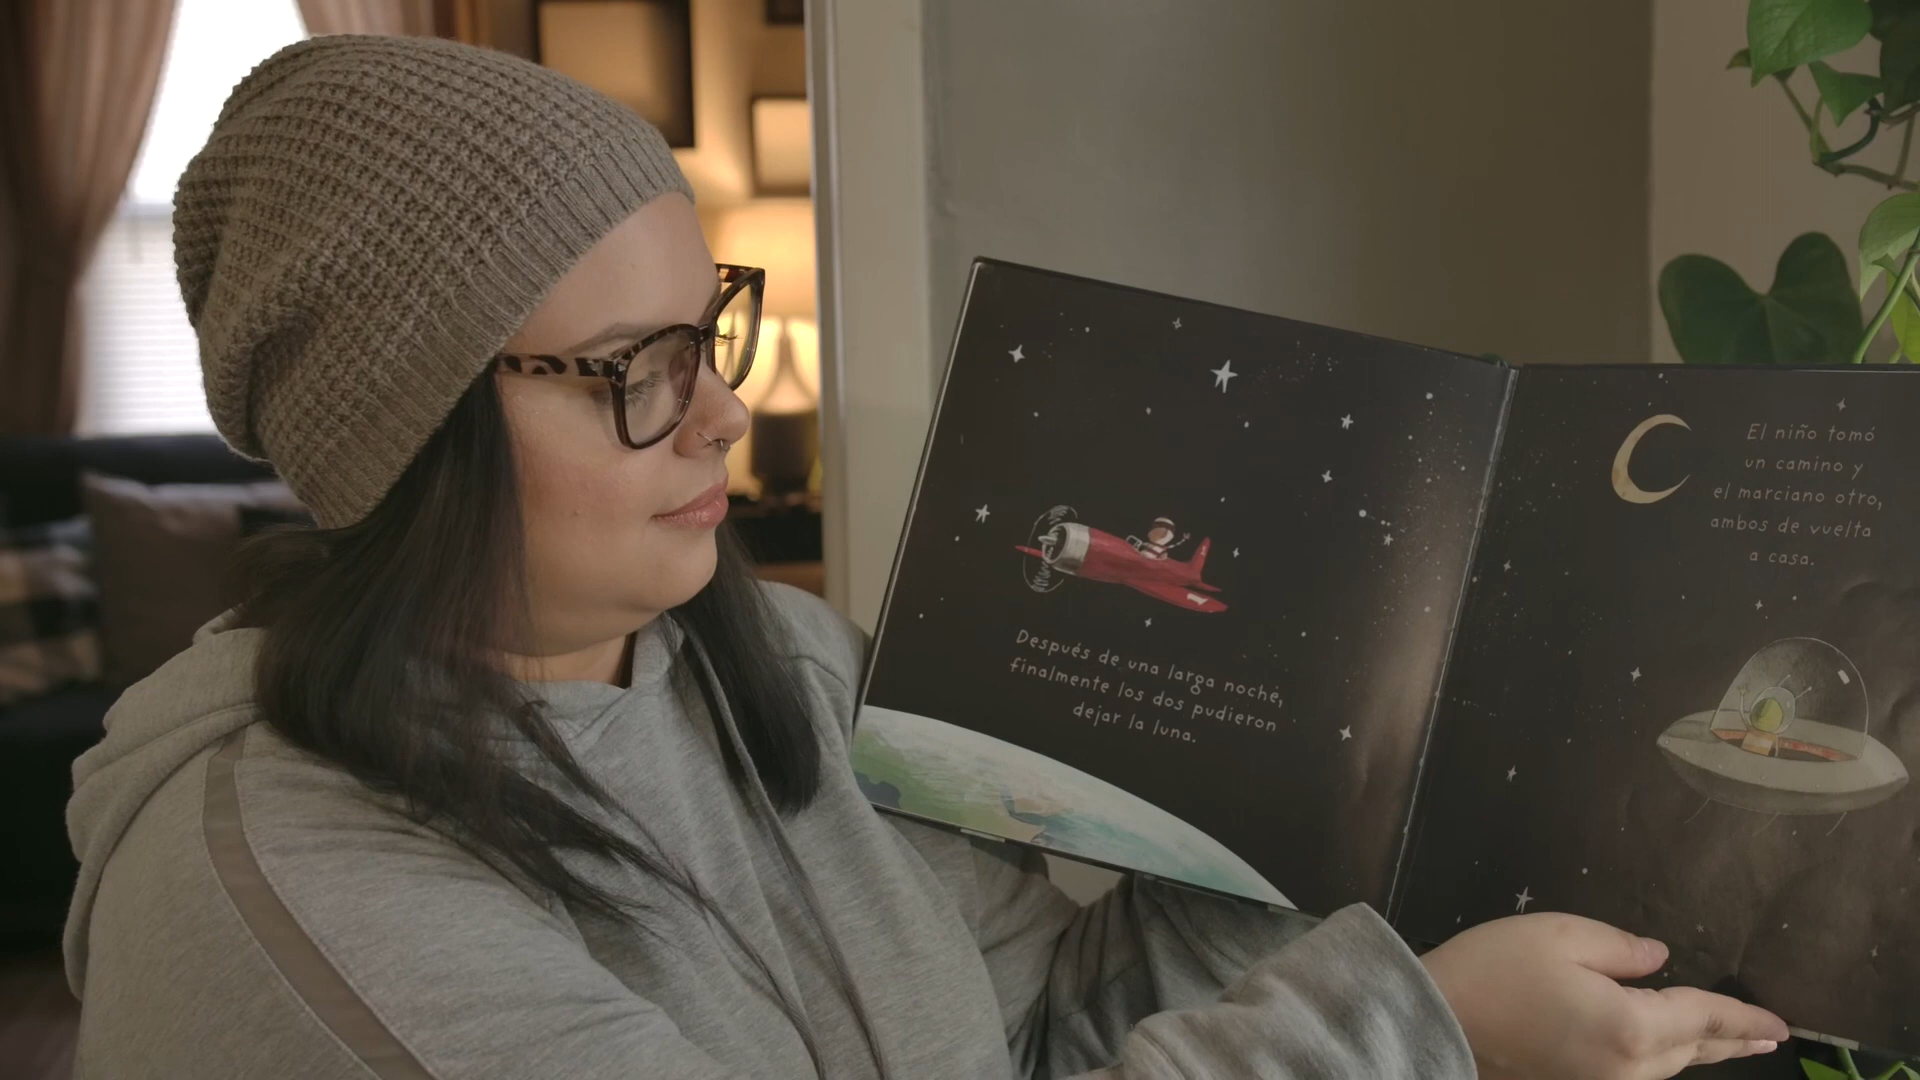 Después de una larga noche,
finalmente los dos pudieron
dejar la luna.
El niño tomó
un camino y
el marciano otro,
ambos de vuelta
a casa.
1